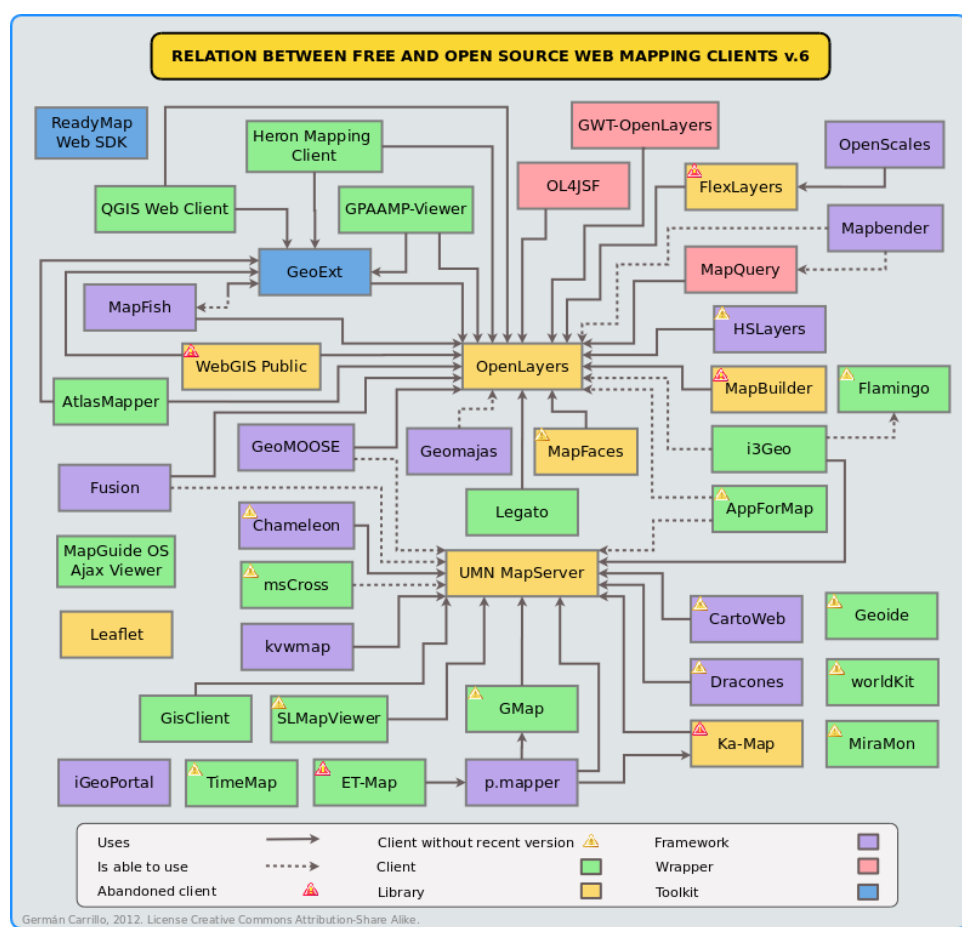 RELATION BETWEEN FREE AND OPEN SOURCE WEB MAPPING CLIENTS v.6
ReadyMap
Web SDK
Heron Mapping
Client
GWT-OpenLayers
OpenScales
QGIS Web Client
GPAAMP-Viewer
OL4JSF
FlexLayers
Mapbender
GeoExt
MapQuery
MapFish
HSLayers
WebGIS Public
OpenLayers
AtlasMapper
MapBuilder
Flamingo
GeoMOOSE
Geomajas
MapFaces
i3Geo
Fusion
Legato
AppForMap
Chameleon
MapGuide OS
Ajax Viewer
msCross
UMN MapServer
Leaflet
kvwmap
CartoWeb
Geoide
GisClient
SLMapViewer
GMap
Dracones
worldKit
Ka-Map
MiraMon
iGeoPortal
TimeMap
ET-Map
p.mapper
Uses
Client without recent version
Framework
Is able to use
Client
Wrapper
Abandoned client
Library
Toolkit
Germán Carrillo, 2012. License Creative Commons Attribution-Share Alike.